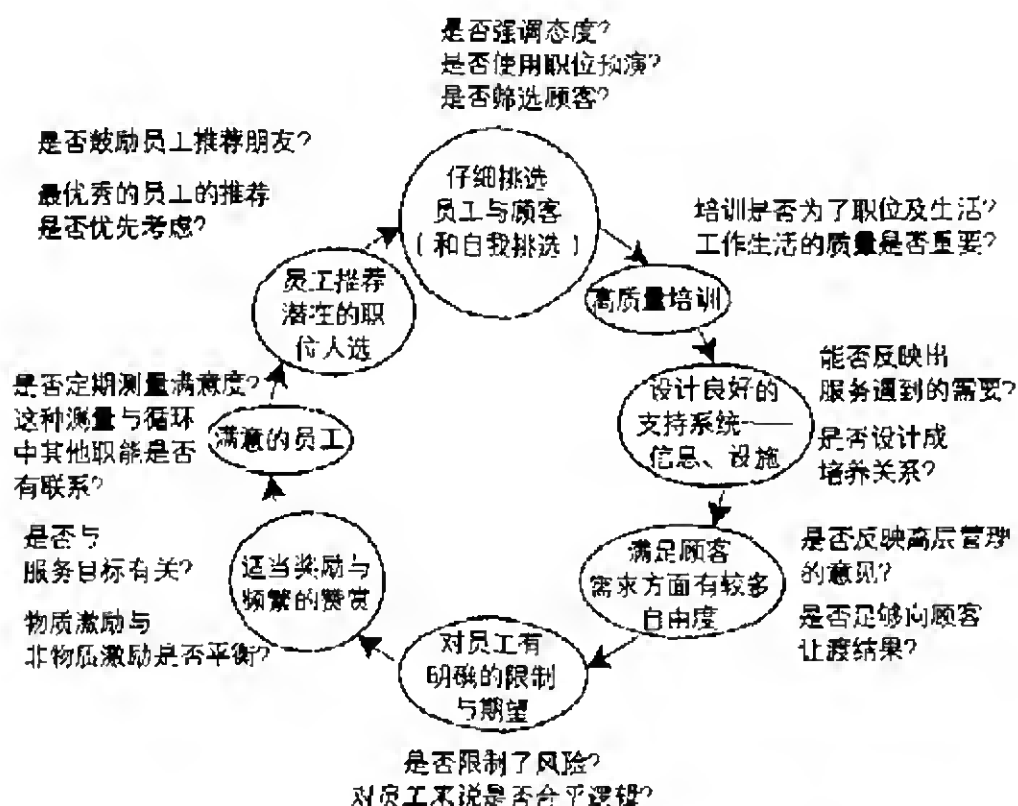 是否强调态度?
是否使用职位预演?
是否筛选顾客?
仔细挑选
员工与顾客
(和自我挑选)
培训是否为了职位及生活?
工作生活的质量是否重要?
高质量培训
能否反映出
服务遇到的需要?
是否设计成
培养关系?
设计良好的
支持系统——
信息、设施
是否反映高层管理
的意见?
是否足够向顾客
让渡结果?
满足顾客
需求方面有较多
自由度
对员工有
明确的限制
与期望
是否限制了风险?
对员工来说是否合乎逻辑?
适当奖励与
频繁的赞赏
是否与
服务目标有关?
物质激励与
非物质激励是否平衡?
满意的员工
是否定期测量满意度?
这种测量与循环
中其他职能是否
有联系?
员工推荐
潜在的职
位人选
是否鼓励员工推荐朋友?
最优秀的员工的推荐
是否优先考虑?